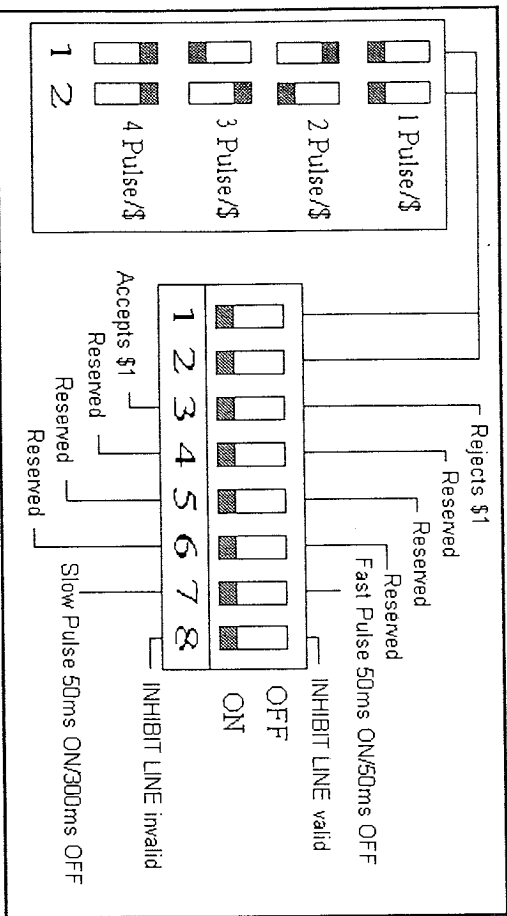 1 Pulse/$
2 Pulse/$
3 Pulse/$
4 Pulse/$
1 2
Rejects $1
Reserved
Reserved
Reserved
Fast Pulse 50ms ON/50ms OFF
INHIBIT LINE valid
OFF
ON
1 2 3 4 5 6 7 8
INHIBIT LINE invalid
Accepts $1
Reserved
Reserved
Reserved
Slow Pulse 50ms ON/300ms OFF